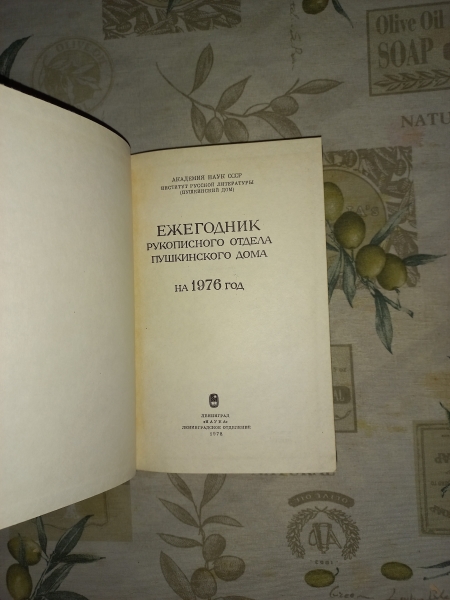 АКАДЕМИЯ НАУК СССР
ИНСТИТУТ РУССКОЙ ЛИТЕРАТУРЫ
(ПУШКИНСКИЙ ДОМ)
ЕЖЕГОДНИК
РУКОПИСНОГО ОТДЕЛА
ПУШКИНСКОГО ДОМА
НА 1976 ГОД
ЛЕНИНГРАД
«НАУКА»
ЛЕНИНГРАДСКОЕ ОТДЕЛЕНИЕ
1978
Olive Oil
SOAP
NATU